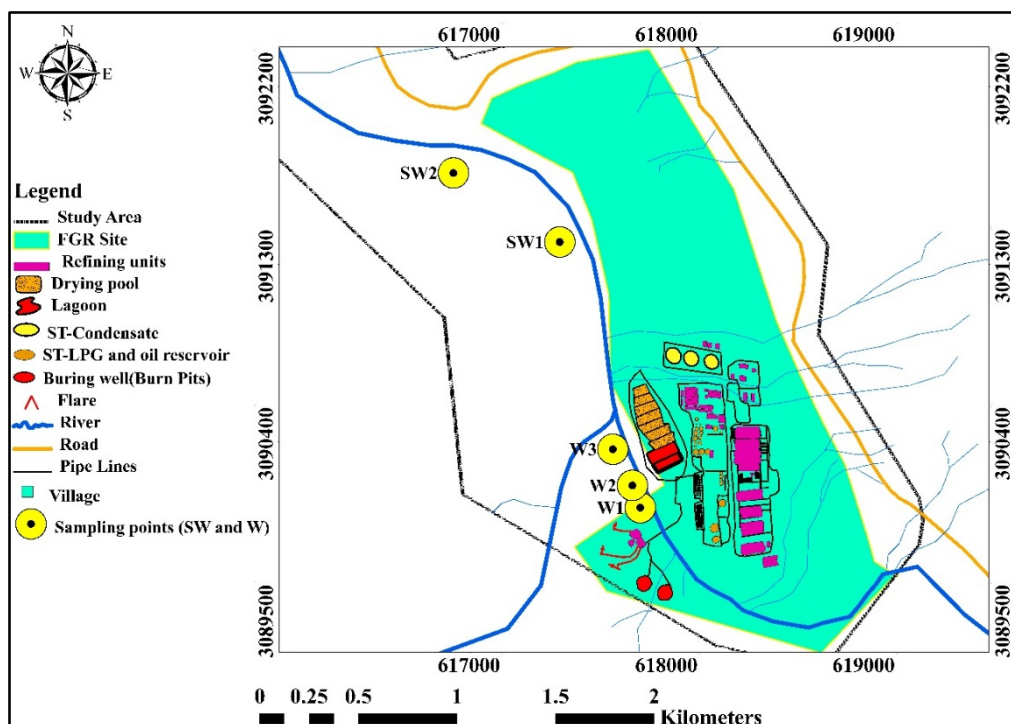 617000 618000 619000
N
W E
S
3092200 3092200
SW2
Legend
SW1
Study Area
3091300 3091300
FGR Site
Refining units
Drying pool
Lagoon
ST-Condensate
ST-LPG and oil reservoir
Buring well(Burn Pits)
Flare
River
3090400 3090400
W3
Road
Pipe Lines
W2
Village
W1
Sampling points (SW and W)
3089500 3089500
617000 618000 619000
0 0.25 0.5 1 1.5 2
Kilometers